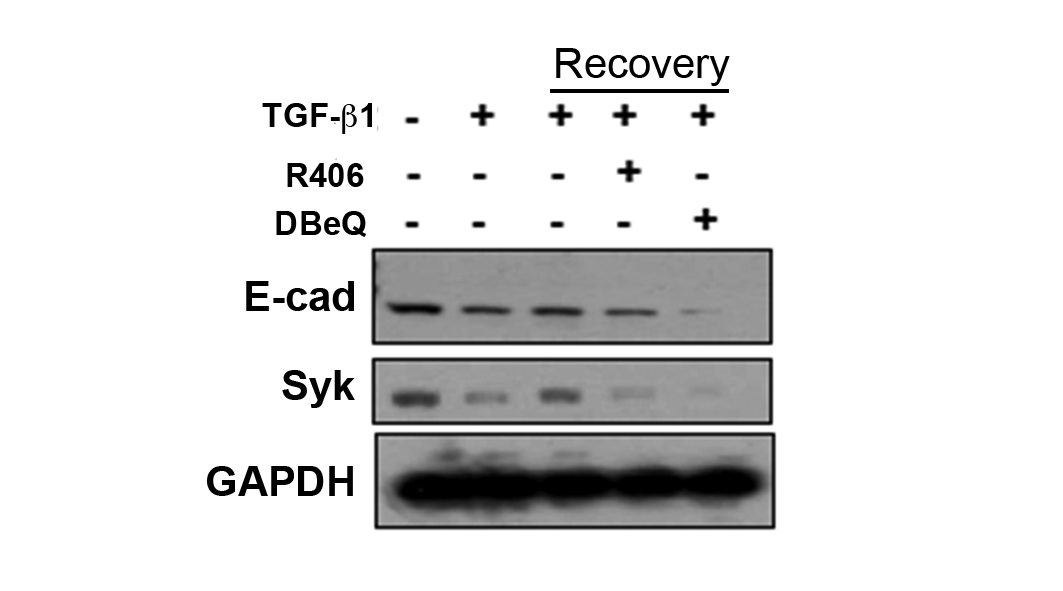 Recovery
TGF-β1 - + + + +
R406 - - - + -
DBeQ - - - - +
E-cad
Syk
GAPDH